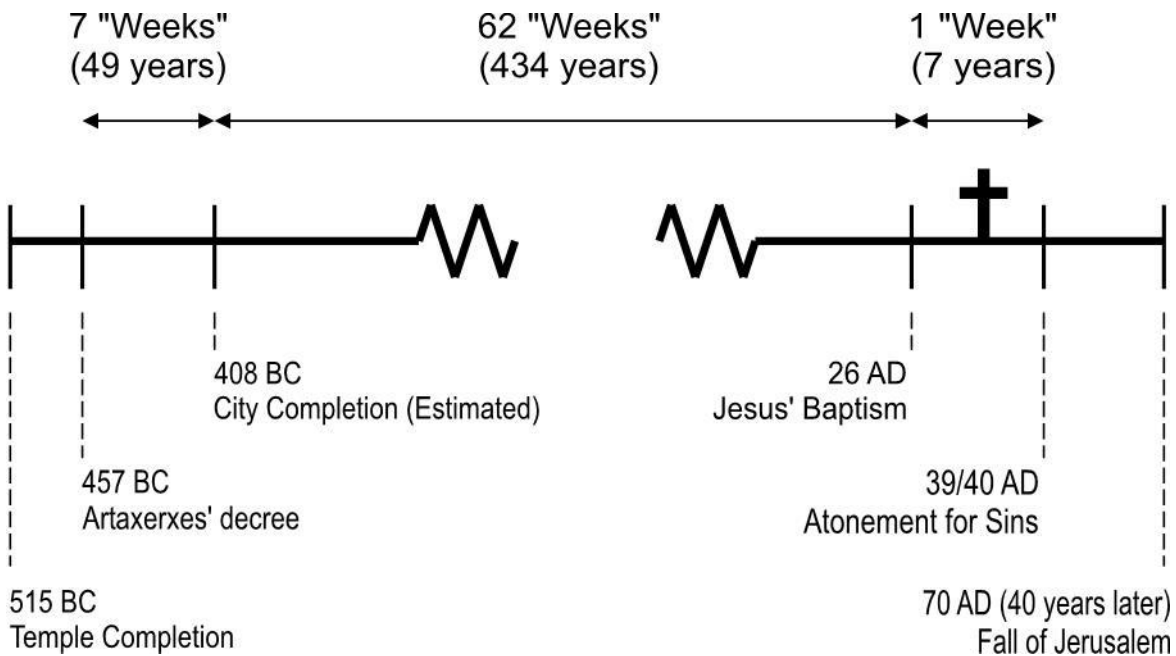 7 "Weeks"
(49 years)
62 "Weeks"
(434 years)
1 "Week"
(7 years)
408 BC
City Completion (Estimated)
26 AD
Jesus' Baptism
457 BC
Artaxerxes' decree
39/40 AD
Atonement for Sins
515 BC
Temple Completion
70 AD (40 years later)
Fall of Jerusalem